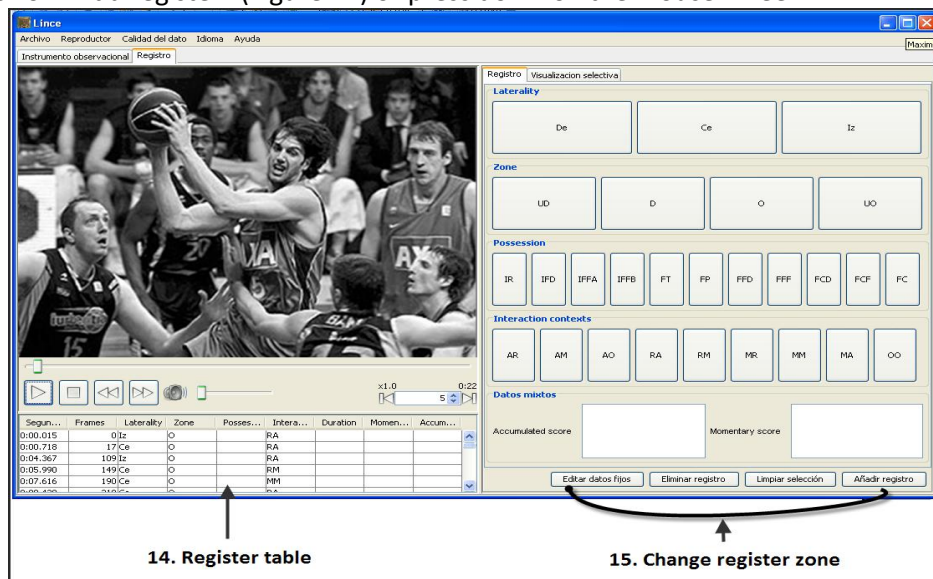 Lince
Archivo Reproductor Calidad del dato Idioma Ayuda
Maxim
Instrumento observacional Registro
Registro Visualizacion selectiva
Laterality
De Ce Iz
Zone
UD D O UO
Possession
IR IFD IFFA IFFB FT FP FFD FFF FCD FCF FC
Interaction contexts
AR AM AO RA RM MR MM MA OO
Datos mixtos
Accumulated score Momentary score
Editar datos fijos Eliminar registro Limpiar selección Añadir registro
AXA
AX
20
15
x1.0 0:22
5
Segun... Frames Laterality Zone Posses... Intera... Duration Momen... Accum...
0:00.015 0 Iz O RA
0:00.718 17 Ce O RA
0:04.367 109 Iz O RA
0:05.990 149 Ce O RM
0:07.616 190 Ce O MM
14. Register table
15. Change register zone